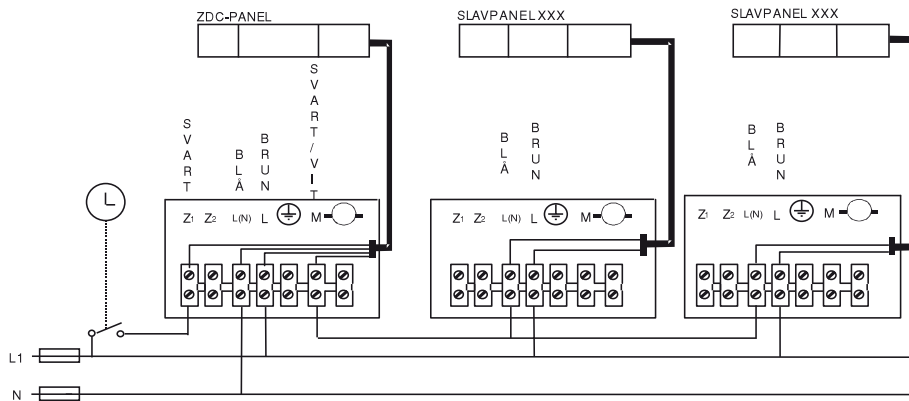 ZDC-PANEL
SLAVPANEL XXX
SLAVPANEL XXX
SVART
BLÅ
BRUN
SVART/VIT
BLÅ
BRUN
BLÅ
BRUN
Z1 Z2 L(N) L M
Z1 Z2 L(N) L M
Z1 Z2 L(N) L M
L1
N